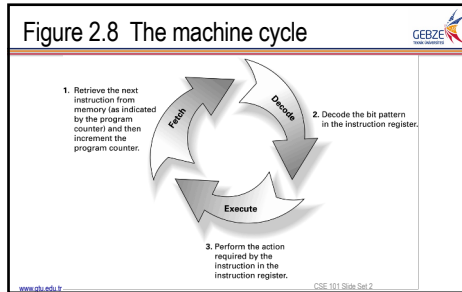 Figure 2.8 The machine cycle
GEBZE
TEKNİK ÜNİVERSİTESİ
1. Retrieve the next
instruction from
memory (as indicated
by the program
counter) and then
increment the
program counter.
Fetch
Decode
2. Decode the bit pattern
in the instruction register.
Execute
3. Perform the action
required by the
instruction in the
instruction register.
www.gtu.edu.tr
CSE 101 Slide Set 2